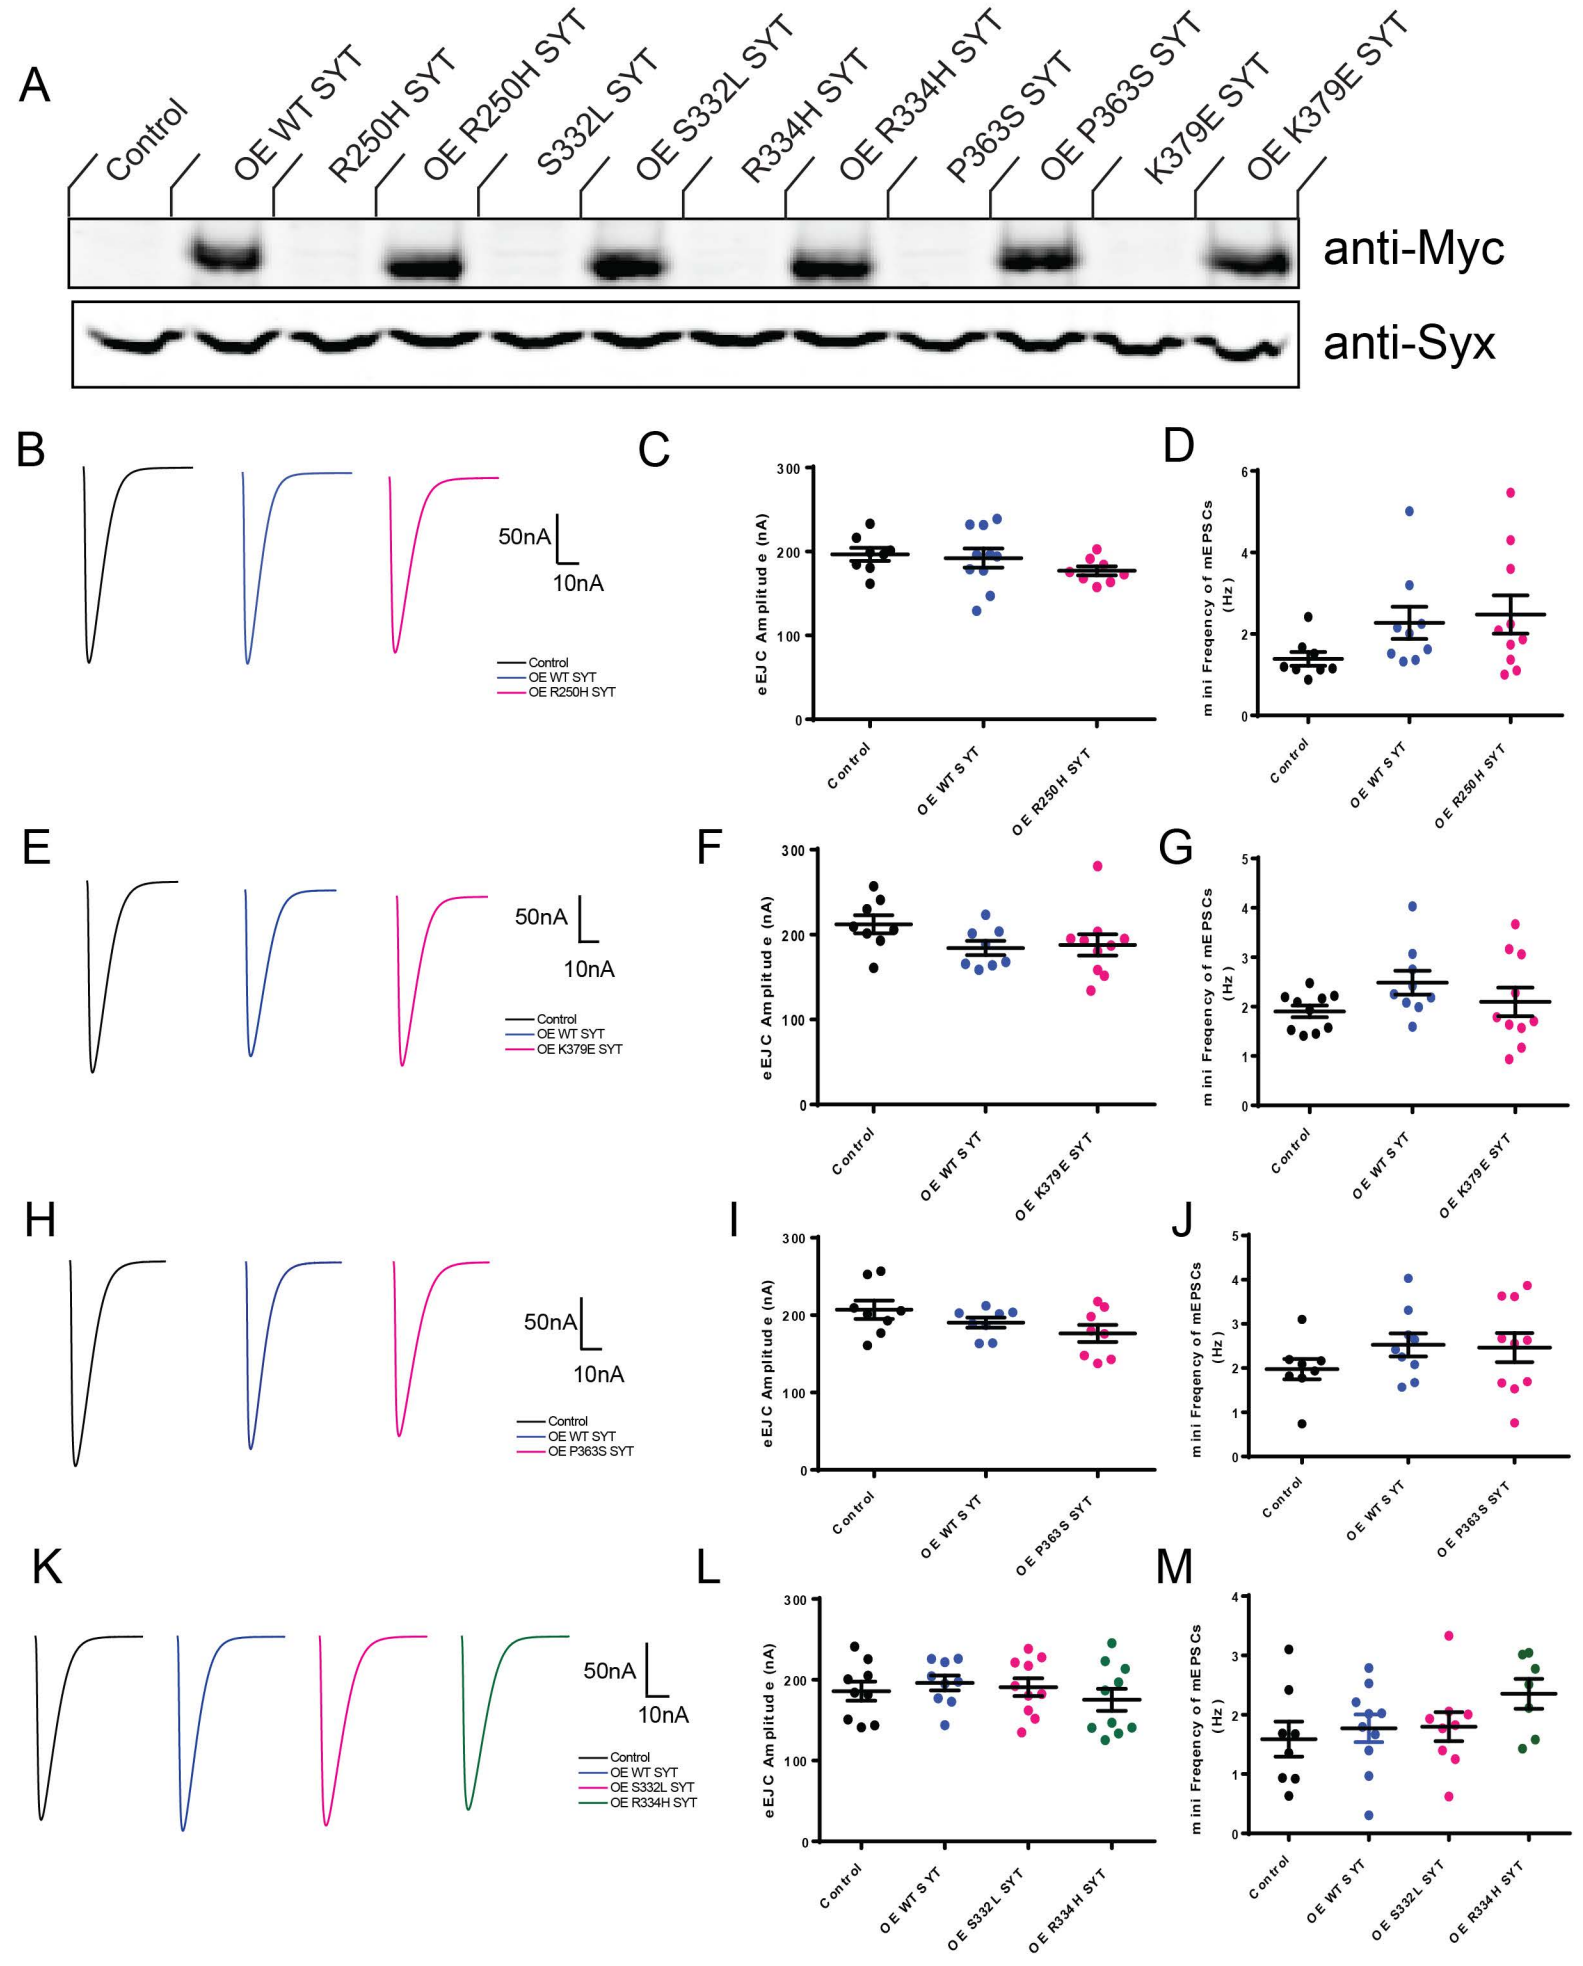 A
Control
OE WT SYT
R250H SYT
OE R250H SYT
S332L SYT
OE S332L SYT
R334H SYT
OE R334H SYT
P363S SYT
OE P363S SYT
K379E SYT
OE K379E SYT
anti-Myc
anti-Syx
B
50nA
10nA
Control
OE WT SYT
OE R250H SYT
C
eEJC Amplitude (nA)
300
200
100
0
Control
OE WT SYT
OE R250H SYT
D
mini Freqency of mEPSCs
(Hz)
6
4
2
0
Control
OE WT SYT
OE R250H SYT
E
50nA
10nA
Control
OE WT SYT
OE K379E SYT
F
eEJC Amplitude (nA)
300
200
100
0
Control
OE WT SYT
OE K379E SYT
G
mini Freqency of mEPSCs
(Hz)
5
4
3
2
1
0
Control
OE WT SYT
OE K379E SYT
H
50nA
10nA
Control
OE WT SYT
OE P363S SYT
I
eEJC Amplitude (nA)
300
200
100
0
Control
OE WT SYT
OE P363S SYT
J
mini Freqency of mEPSCs
(Hz)
5
4
3
2
1
0
Control
OE WT SYT
OE P363S SYT
K
50nA
10nA
Control
OE WT SYT
OE S332L SYT
OE R334H SYT
L
eEJC Amplitude (nA)
300
200
100
0
Control
OE WT SYT
OE S332L SYT
OE R334H SYT
M
mini Freqency of mEPSCs
(Hz)
4
3
2
1
0
Control
OE WT SYT
OE S332L SYT
OE R334H SYT